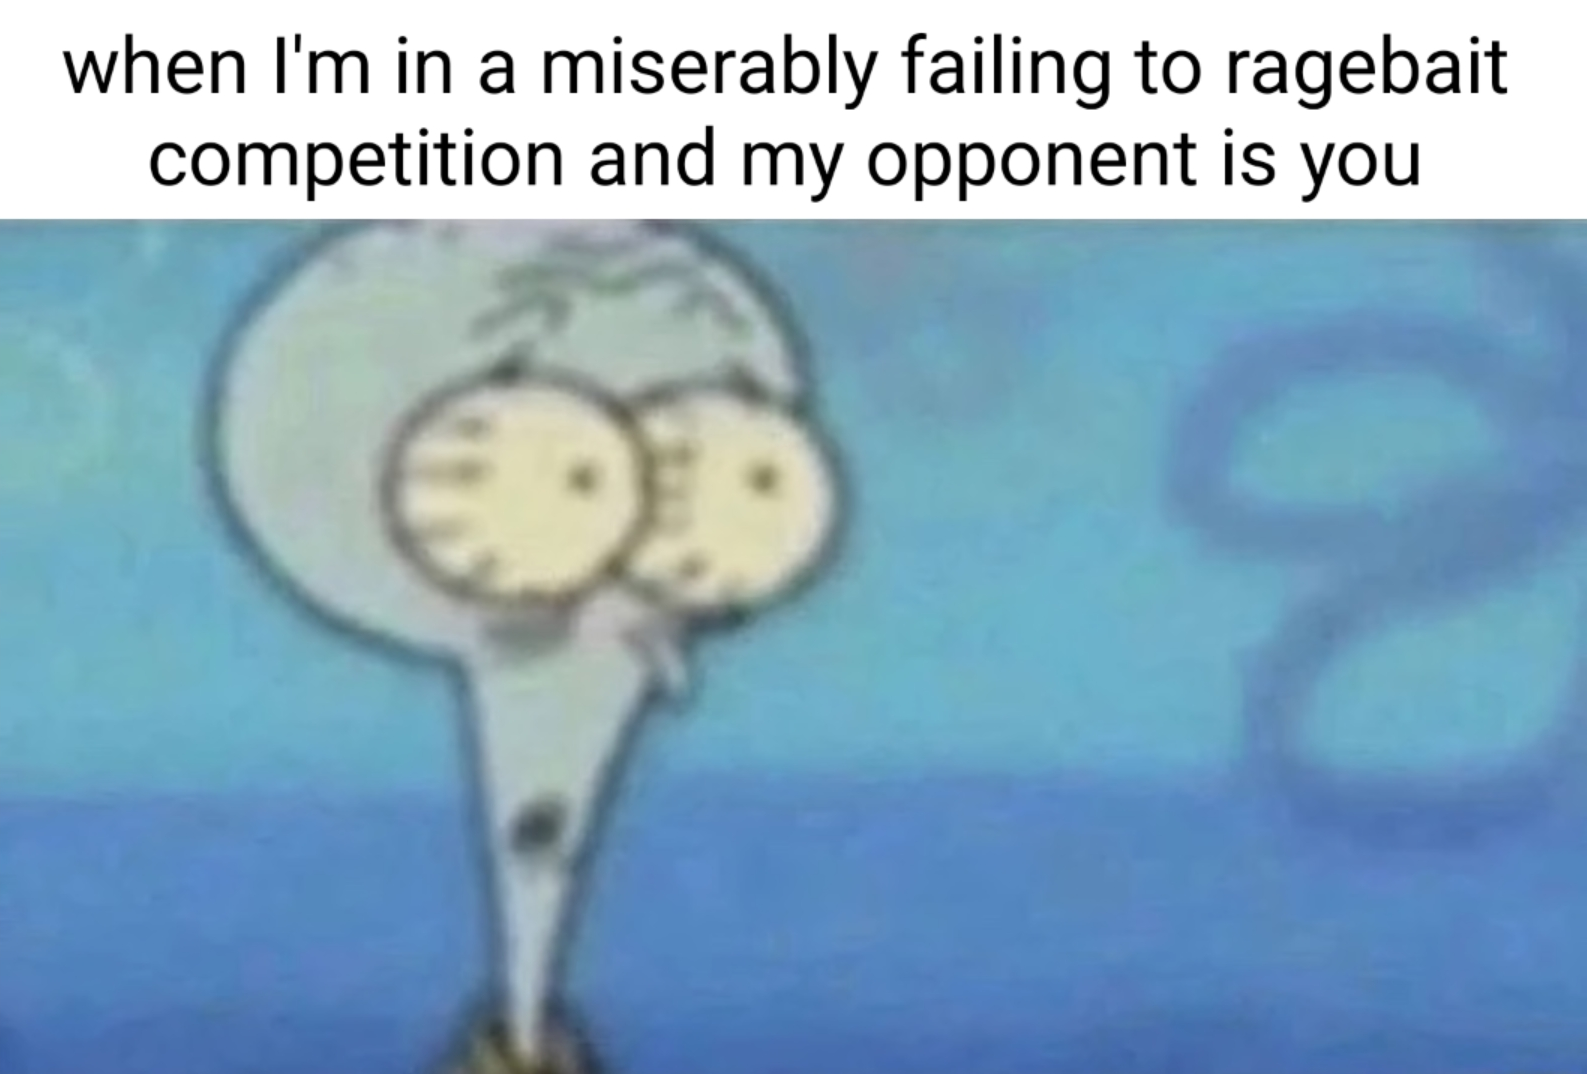 when I'm in a miserably failing to ragebait
competition and my opponent is you